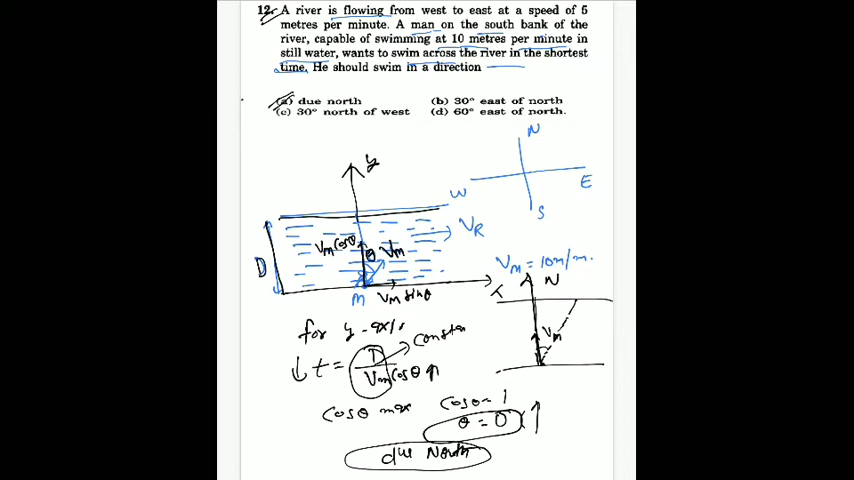 12. A river is flowing from west to east at a speed of 5
metres per minute. A man on the south bank of the
river, capable of swimming at 10 metres per minute in
still water, wants to swim across the river in the shortest
time. He should swim in a direction
(a) due north (b) 30° east of north
(c) 30° north of west (d) 60° east of north.
N
W E
S
y
V_R
V_m cosθ θ V_m
D
V_m = 10m/m.
M V_m sinθ
N
V_m
for y-axis
constan
↓ t =
V_m cosθ ↑
cosθ max cosθ = 1
θ = 0 ↑
due North